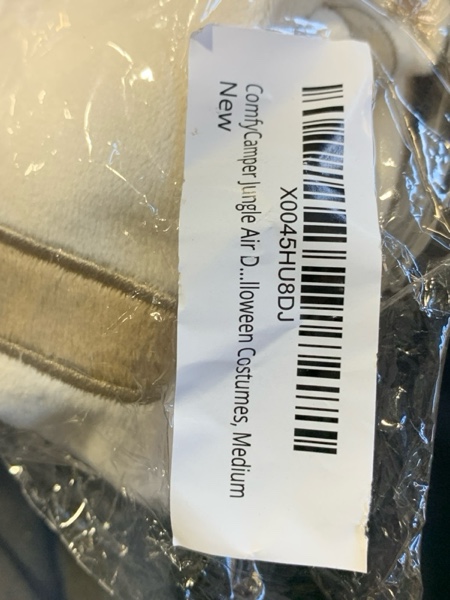 X0045HU8DJ
ComfyCamper Jungle Air D...lloween Costumes, Medium
New